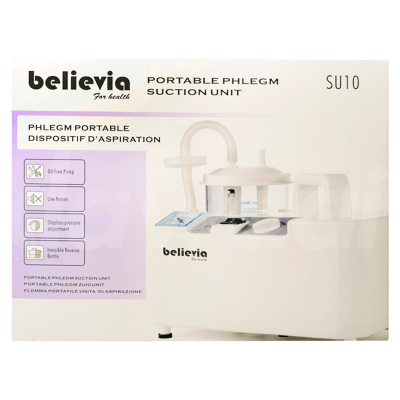 believia
For health
PORTABLE PHLEGM
SUCTION UNIT
SU10
PHLEGM PORTABLE
DISPOSITIF D'ASPIRATION
Oil Free Pump
Low Noises
Stepless pressure
adjustment
Invisible Reserve
Bottle
believia
For health
PORTABLE PHLEGM SUCTION UNIT
PORTABLE PHLEGM ZUIGUNIT
FLEMMA PORTATILE UNITA DI ASPIRAZIONE